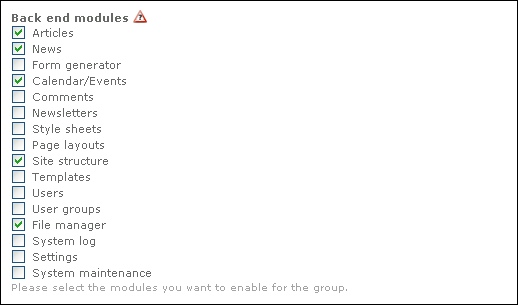 Back end modules
Articles
News
Form generator
Calendar/Events
Comments
Newsletters
Style sheets
Page layouts
Site structure
Templates
Users
User groups
File manager
System log
Settings
System maintenance
Please select the modules you want to enable for the group.